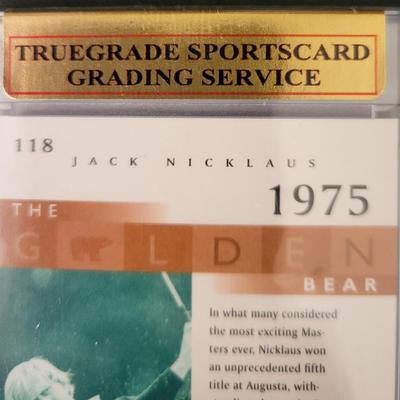 TRUEGRADE SPORTSCARD
GRADING SERVICE
118
JACK NICKLAUS
1975
THE
GOLDEN
BEAR
In what many considered
the most exciting Mas-
ters ever, Nicklaus won
an unprecedented fifth
title at Augusta, with-